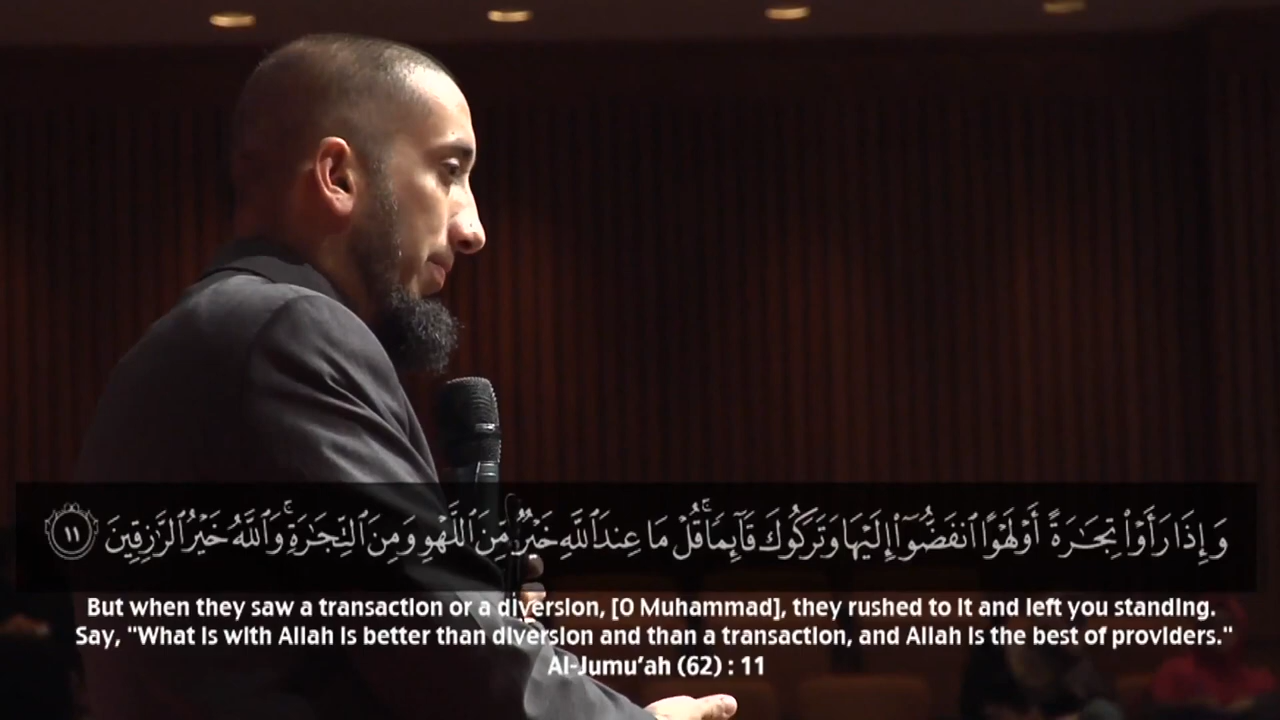 وَإِذَا رَأَوْا۟ تِجَـٰرَةً أَوْ لَهْوًا ٱنفَضُّوٓا۟ إِلَيْهَا وَتَرَكُوكَ قَآئِمًا ۚ قُلْ مَا عِندَ ٱللَّهِ خَيْرٌ مِّنَ ٱللَّهْوِ وَمِنَ ٱلتِّجَـٰرَةِ ۚ وَٱللَّهُ خَيْرُ ٱلرَّٰزِقِينَ ١١
But when they saw a transaction or a diversion, [O Muhammad], they rushed to it and left you standing.
Say, "What is with Allah is better than diversion and than a transaction, and Allah is the best of providers."
Al-Jumu'ah (62) : 11